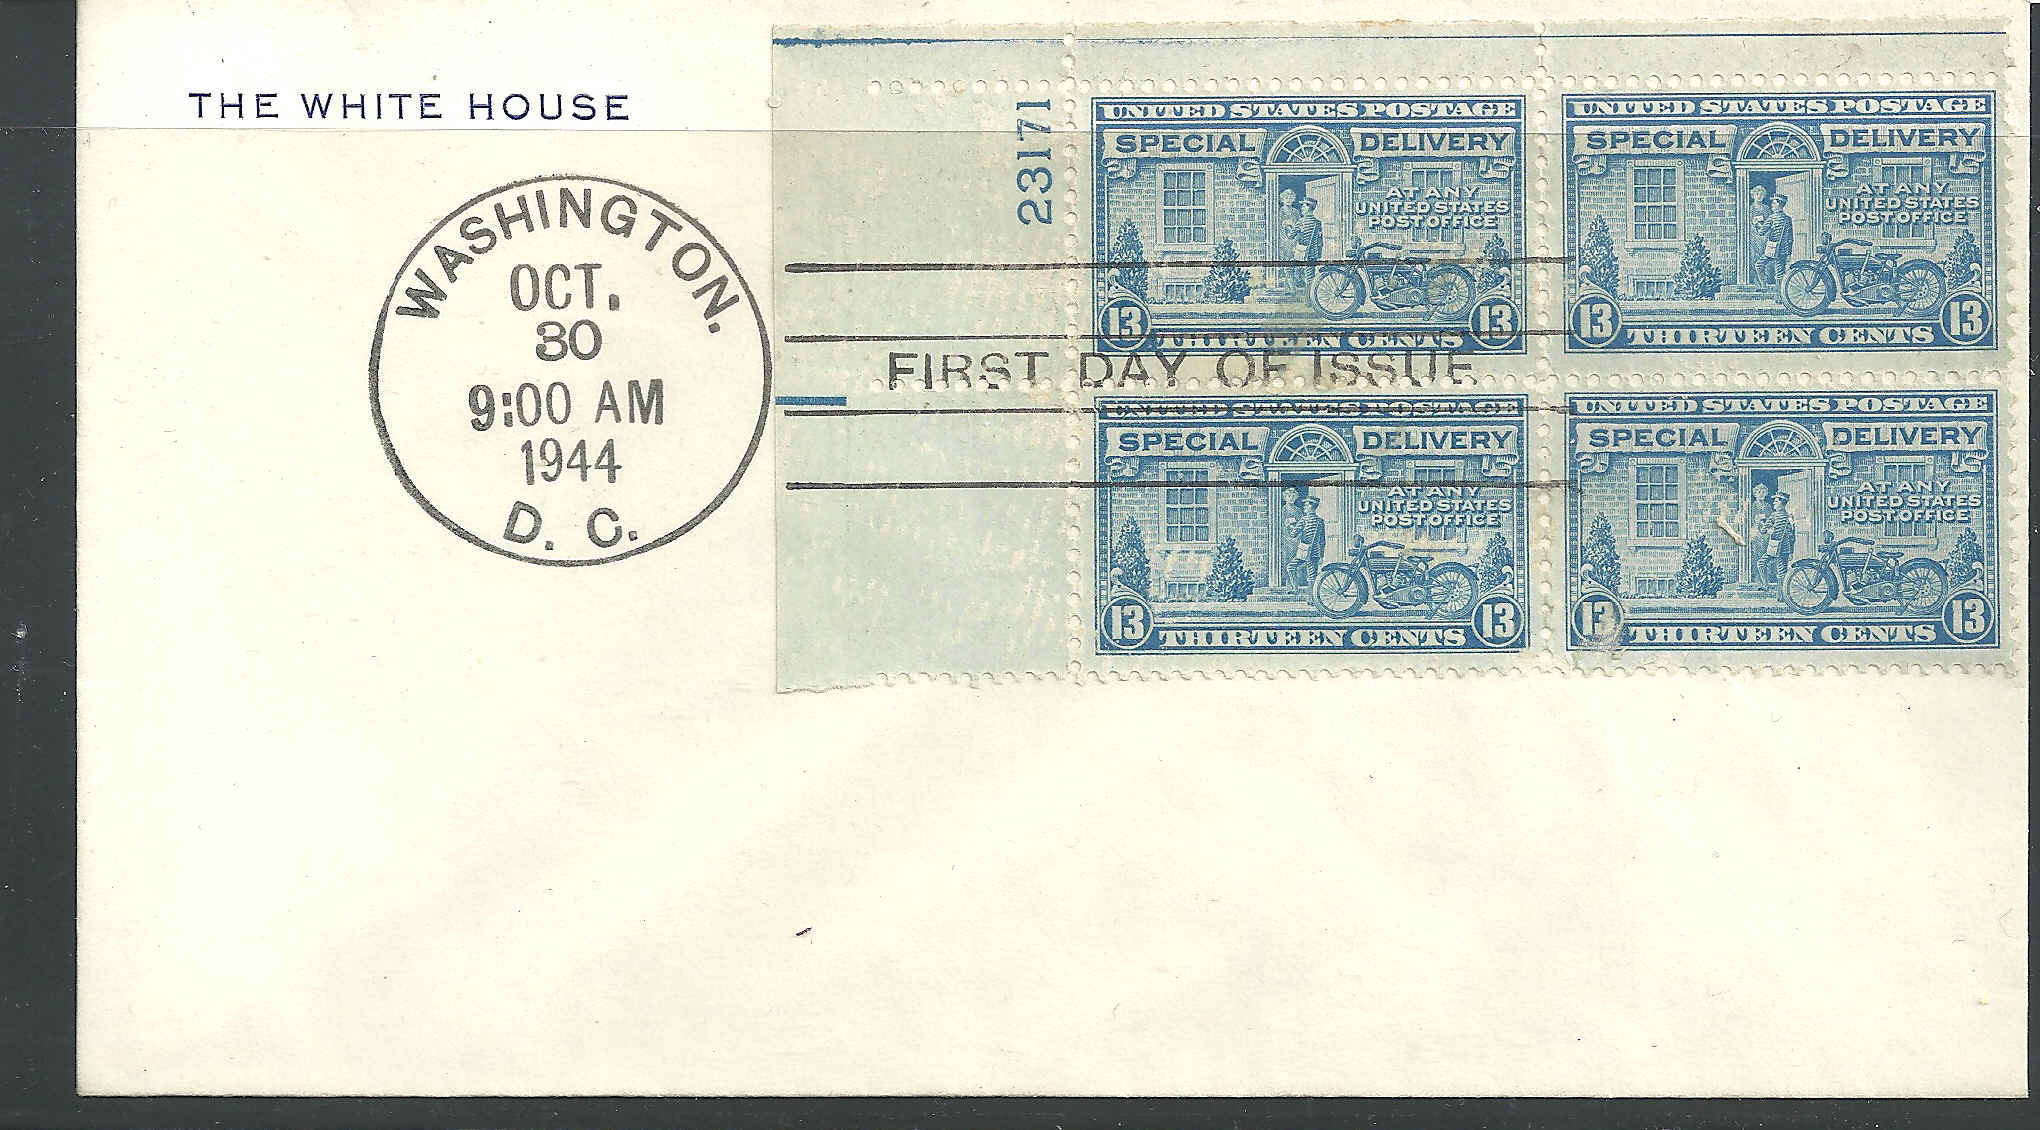 THE WHITE HOUSE
WASHINGTON.
OCT.
30
9:00 AM
1944
D. C.
FIRST DAY OF ISSUE
23171
UNITED STATES POSTAGE
SPECIAL DELIVERY
AT ANY
UNITED STATES
POST OFFICE
13 THIRTEEN CENTS 13
UNITED STATES POSTAGE
SPECIAL DELIVERY
AT ANY
UNITED STATES
POST OFFICE
13 THIRTEEN CENTS 13
UNITED STATES POSTAGE
SPECIAL DELIVERY
AT ANY
UNITED STATES
POST OFFICE
13 THIRTEEN CENTS 13
UNITED STATES POSTAGE
SPECIAL DELIVERY
AT ANY
UNITED STATES
POST OFFICE
13 THIRTEEN CENTS 13